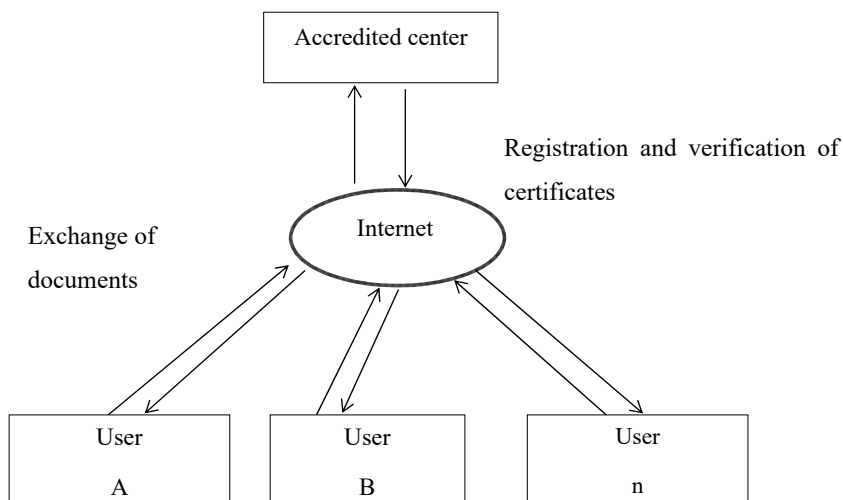 Accredited center
Registration and verification of
certificates
Internet
Exchange of
documents
User
A
User
B
User
n